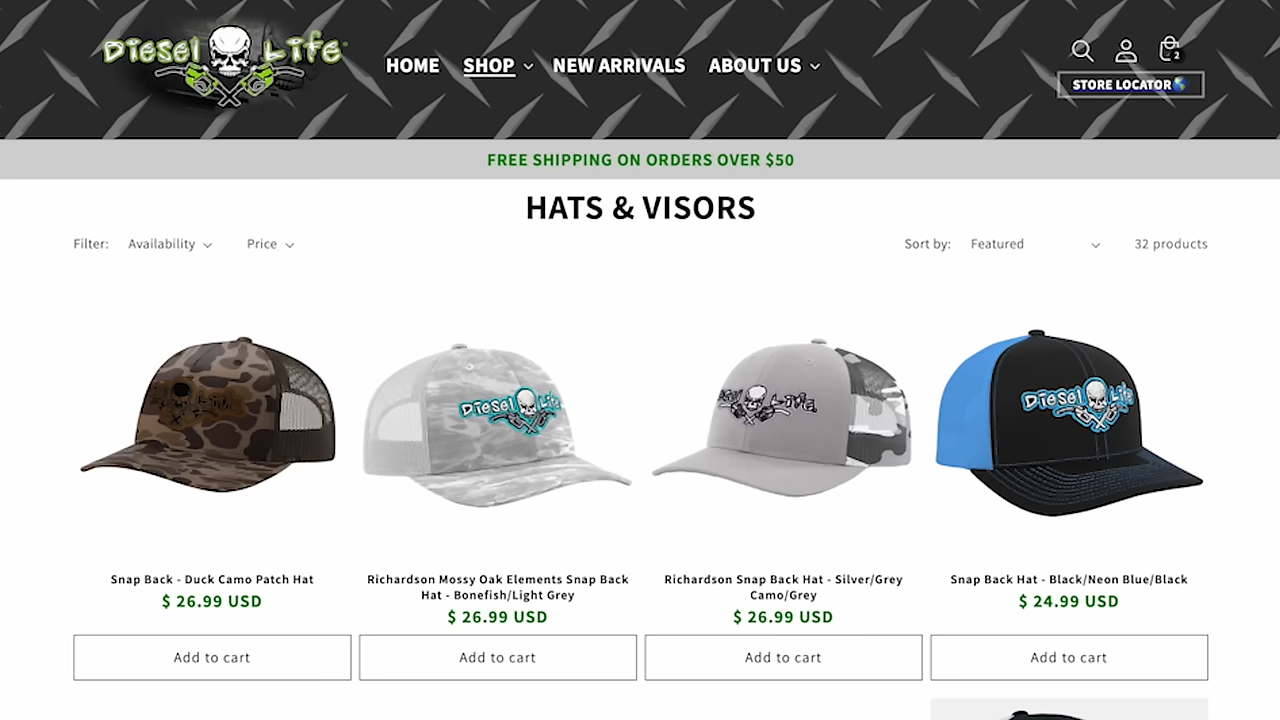 Diesel Life
HOME SHOP NEW ARRIVALS ABOUT US
2
STORE LOCATOR
FREE SHIPPING ON ORDERS OVER $50
HATS & VISORS
Filter: Availability Price Sort by: Featured 32 products
Diesel Life
Life
Diesel Life
Snap Back - Duck Camo Patch Hat
$ 26.99 USD
Add to cart
Richardson Mossy Oak Elements Snap Back
Hat - Bonefish/Light Grey
$ 26.99 USD
Add to cart
Richardson Snap Back Hat - Silver/Grey
Camo/Grey
$ 26.99 USD
Add to cart
Snap Back Hat - Black/Neon Blue/Black
$ 24.99 USD
Add to cart